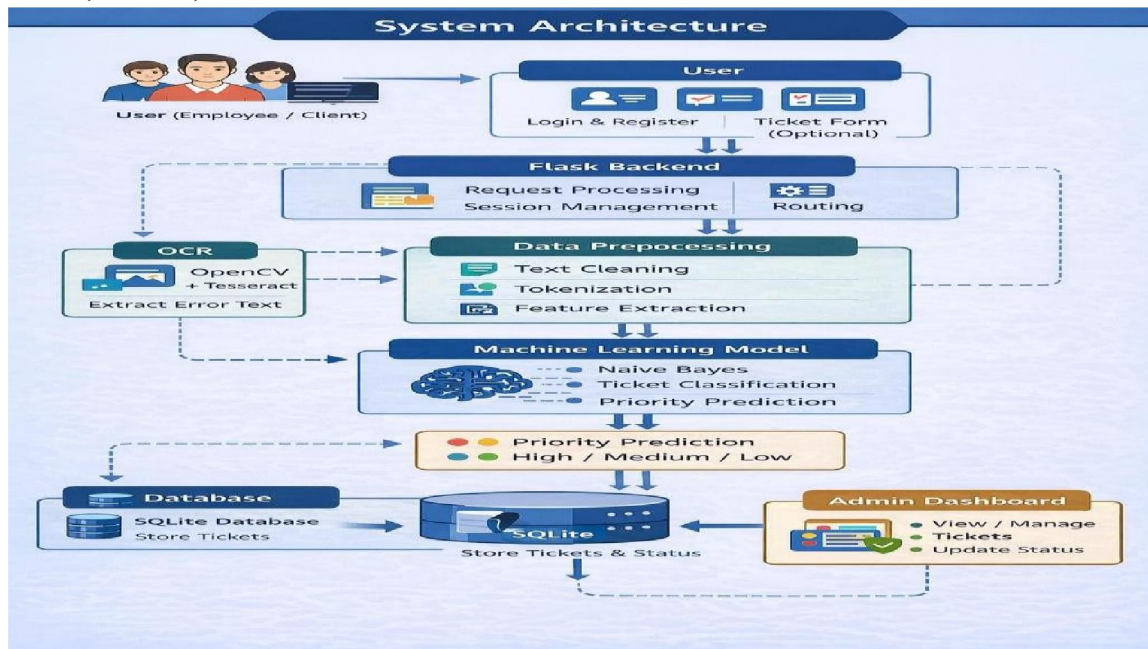 System Architecture
User (Employee / Client)
User
Login & Register
Ticket Form
(Optional)
Flask Backend
Request Processing
Session Management
Routing
OCR
OpenCV
+ Tesseract
Extract Error Text
Data Prepocessing
Text Cleaning
Tokenization
Feature Extraction
Machine Learning Model
Naive Bayes
Ticket Classification
Priority Prediction
Priority Prediction
High / Medium / Low
Database
SQLite Database
Store Tickets
SQLite
Store Tickets & Status
Admin Dashboard
View / Manage
Tickets
Update Status